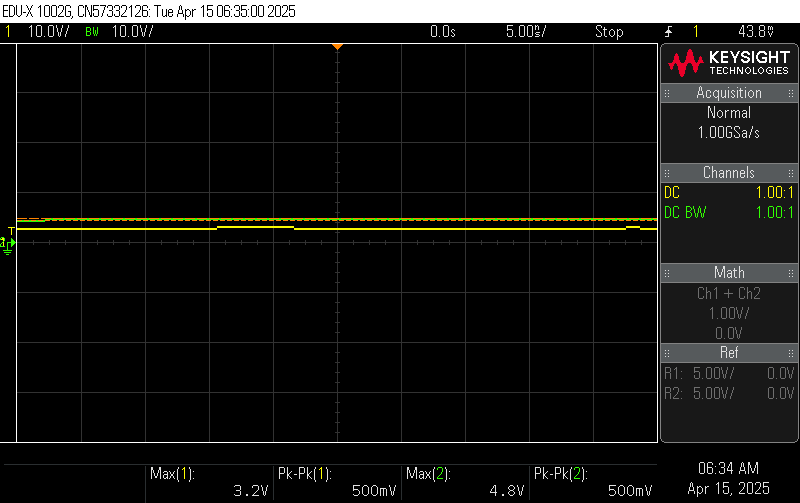 EDU-X 1002G, CN57332126: Tue Apr 15 06:35:00 2025
1 10.0V/ BW 10.0V/ 0.0s 5.00㎱/ Stop 1 43.8
KEYSIGHT
TECHNOLOGIES
Acquisition
Normal
1.00GSa/s
Channels
DC 1.00:1
DC BW 1.00:1
T
2
Math
Ch1 + Ch2
1.00V/
0.0V
Ref
R1: 5.00V/ 0.0V
R2: 5.00V/ 0.0V
Max(1): Pk-Pk(1): Max(2): Pk-Pk(2):
3.2V 500mV 4.8V 500mV
06:34 AM
Apr 15, 2025